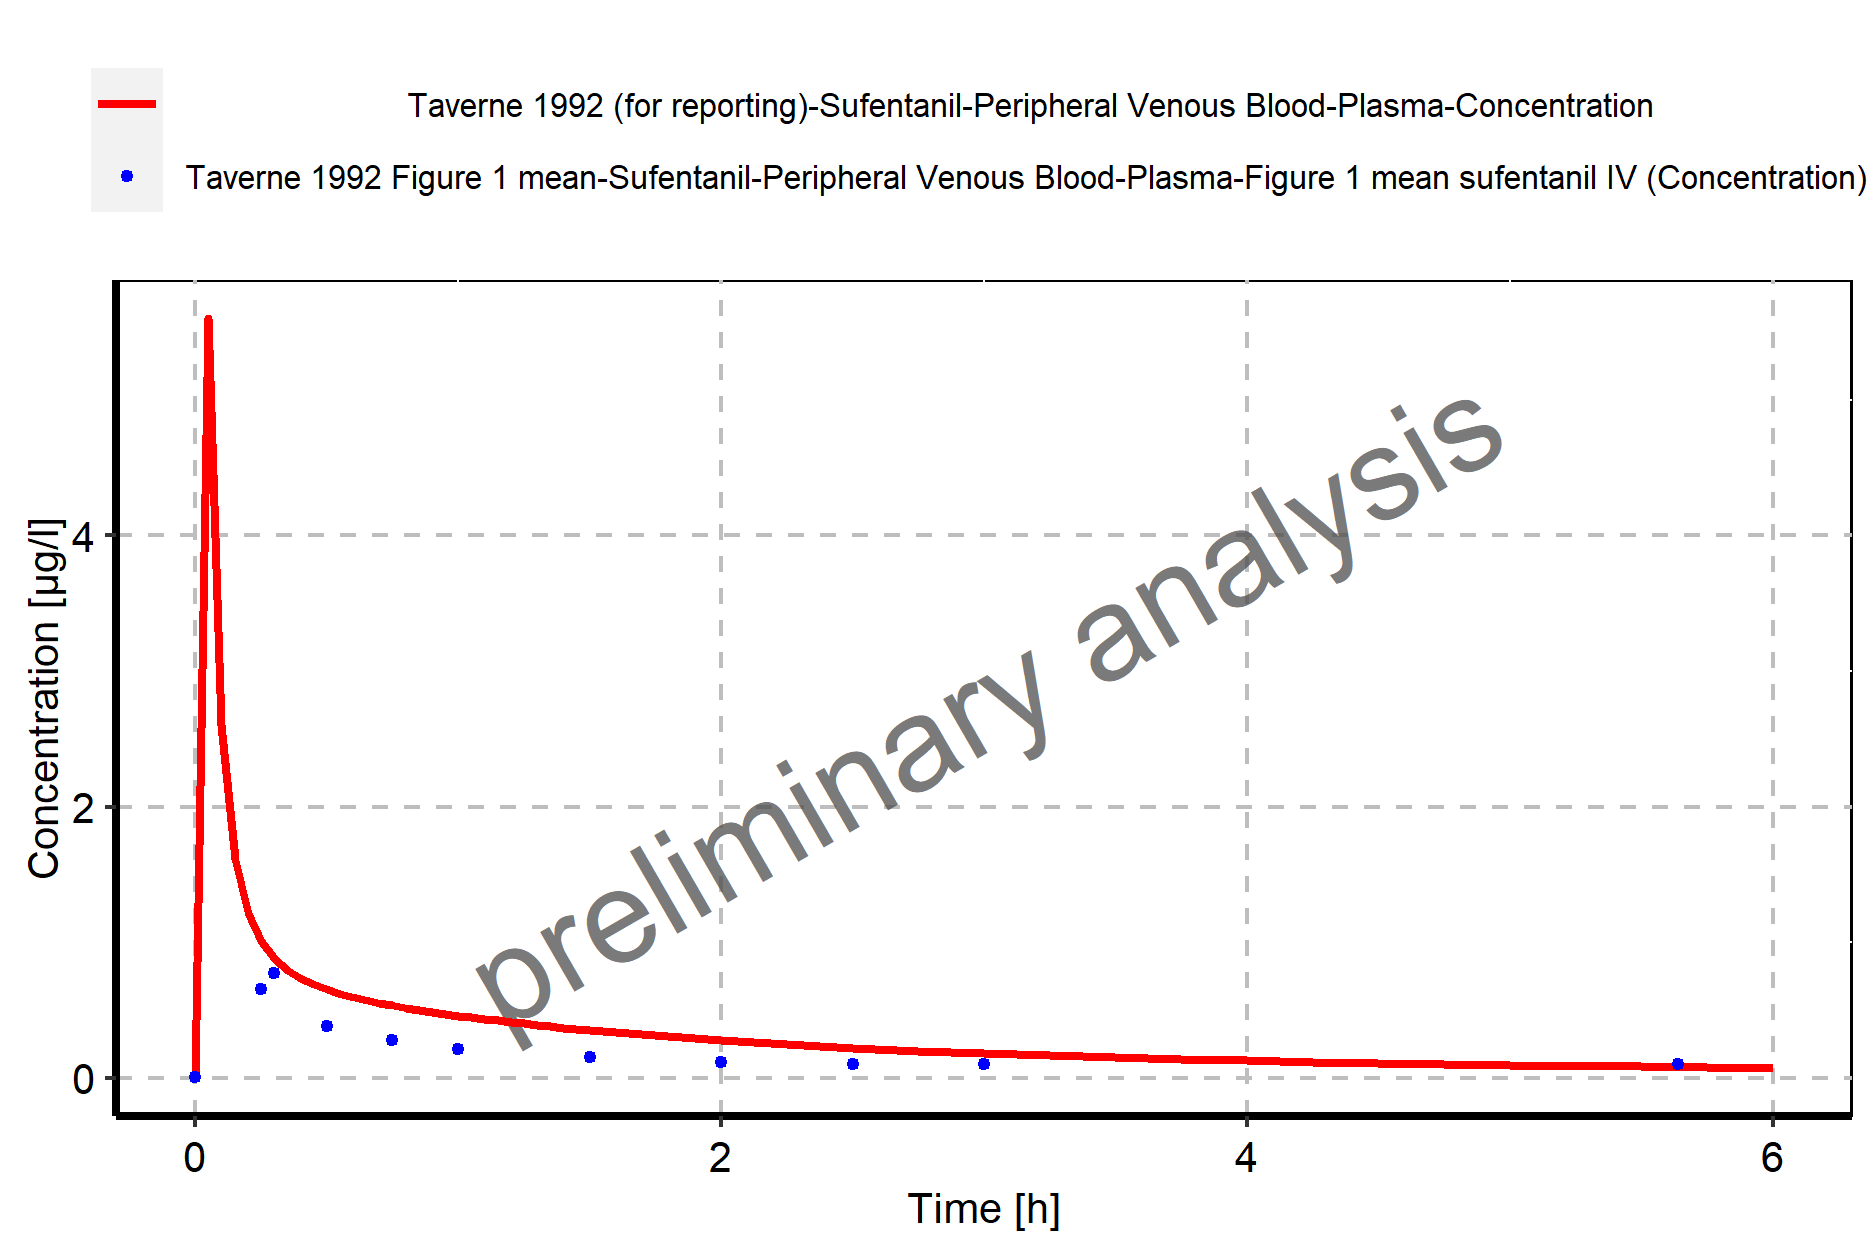 Taverne 1992 (for reporting)-Sufentanil-Peripheral Venous Blood-Plasma-Concentration
Taverne 1992 Figure 1 mean-Sufentanil-Peripheral Venous Blood-Plasma-Figure 1 mean sufentanil IV (Concentration)
Concentration [µg/l]
4
2
0
preliminary analysis
0 2 4 6
Time [h]